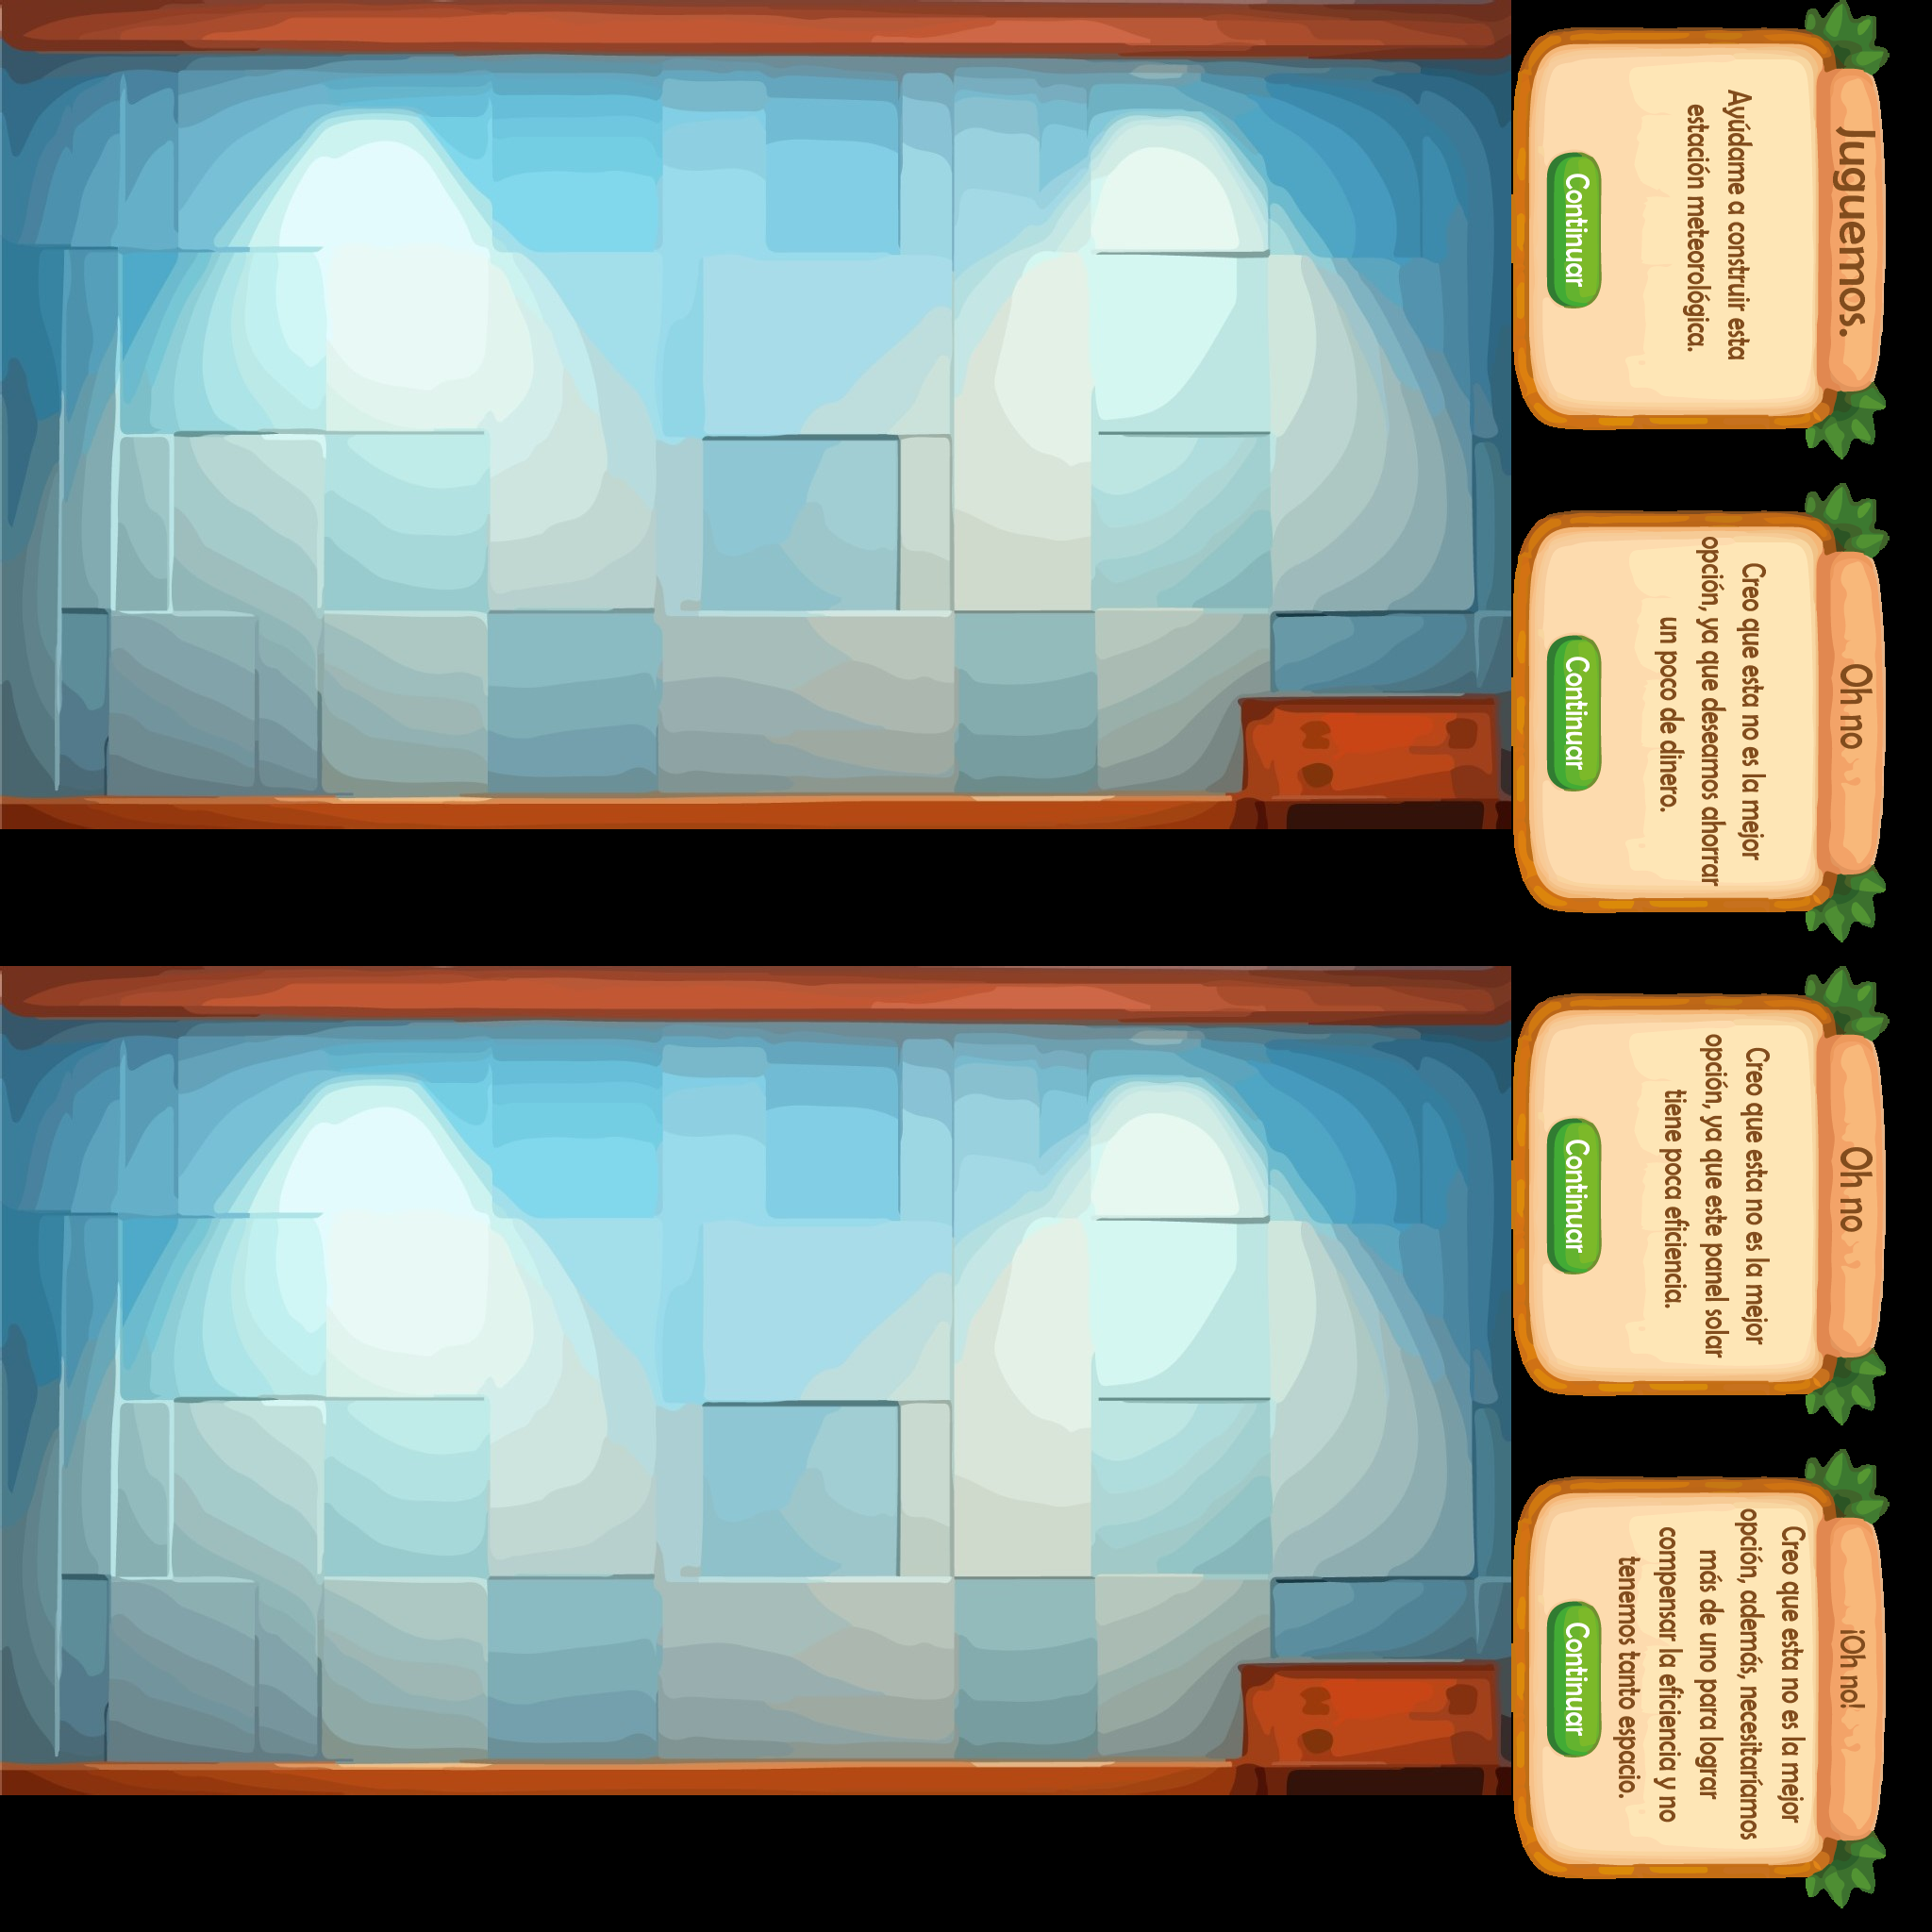 Juguemos.
Ayúdame a construir esta
estación meteorológica.
Continuar
Oh no
Creo que esta no es la mejor
opción, ya que deseamos ahorrar
un poco de dinero.
Continuar
Oh no
Creo que esta no es la mejor
opción, ya que este panel solar
tiene poca eficiencia.
Continuar
¡Oh no!
Creo que esta no es la mejor
opción, además, necesitaríamos
más de uno para lograr
compensar la eficiencia y no
tenemos tanto espacio.
Continuar